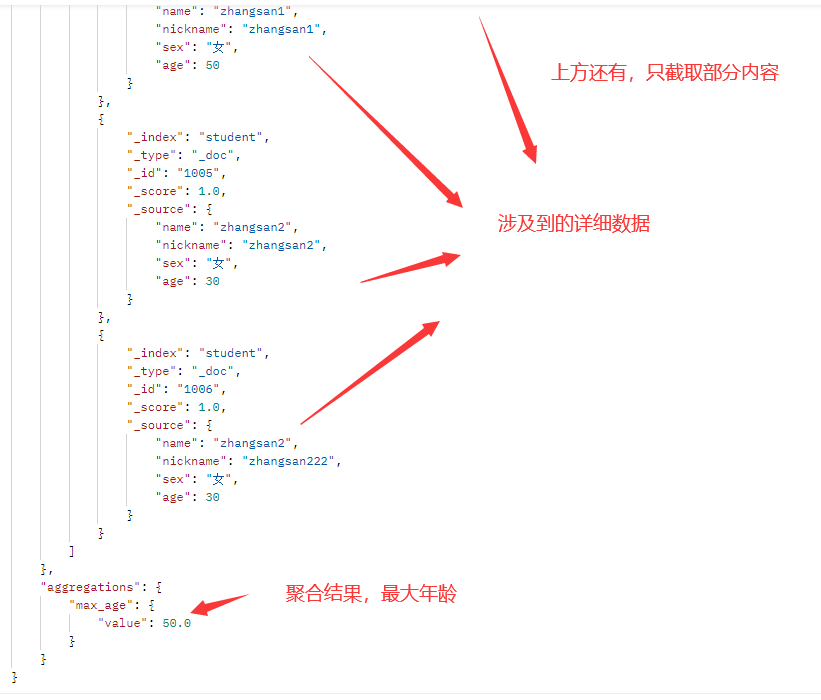 "name": "zhangsan1",
"nickname": "zhangsan1",
"sex": "女",
"age": 50
}
},
{
"_index": "student",
"_type": "_doc",
"_id": "1005",
"_score": 1.0,
"_source": {
"name": "zhangsan2",
"nickname": "zhangsan2",
"sex": "女",
"age": 30
}
},
{
"_index": "student",
"_type": "_doc",
"_id": "1006",
"_score": 1.0,
"_source": {
"name": "zhangsan2",
"nickname": "zhangsan222",
"sex": "女",
"age": 30
}
}
]
},
"aggregations": {
"max_age": {
"value": 50.0
}
}
}
上方还有，只截取部分内容
涉及到的详细数据
聚合结果，最大年龄